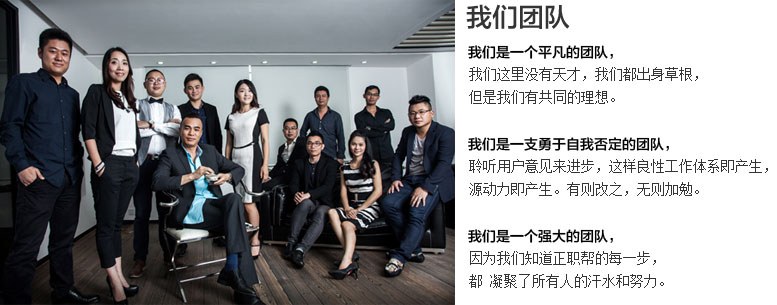 我们团队
我们是一个平凡的团队，
我们这里没有天才，我们都出身草根，
但是我们有共同的理想。
我们是一支勇于自我否定的团队，
聆听用户意见来进步，这样良性工作体系即产生，
源动力即产生。有则改之，无则加勉。
我们是一个强大的团队，
因为我们知道正职帮的每一步，
都 凝聚了所有人的汗水和努力。